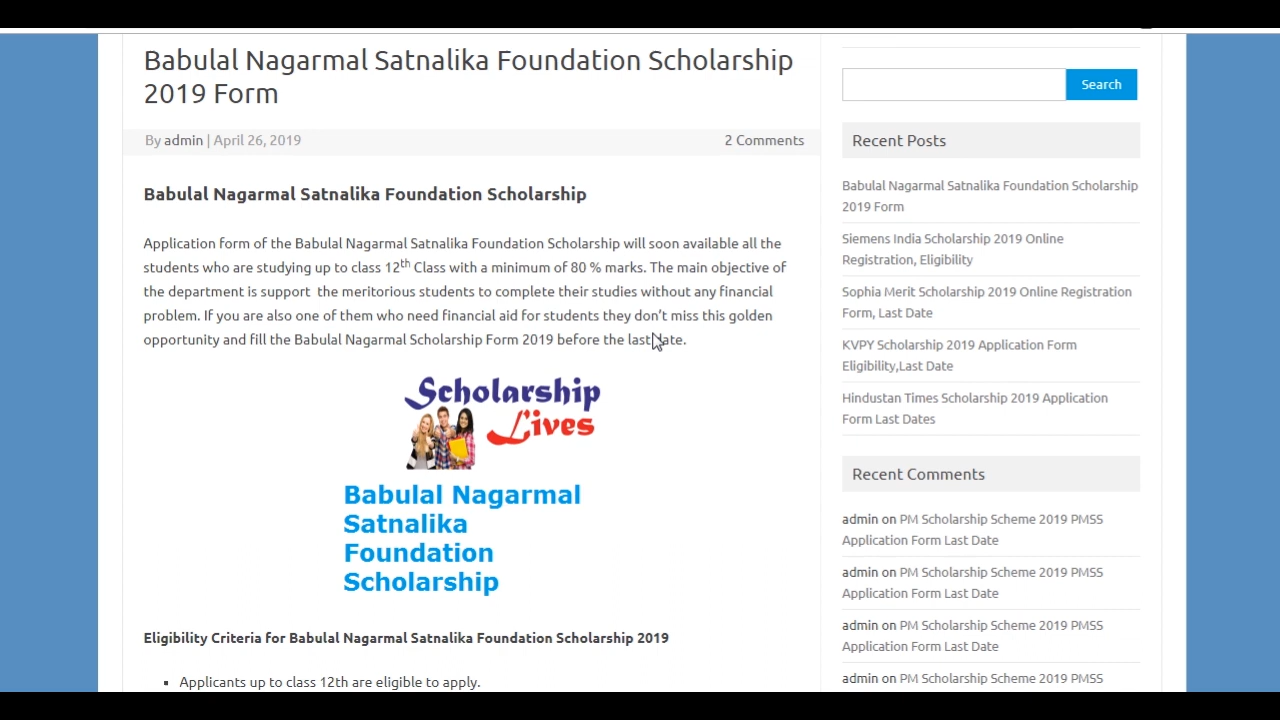 Babulal Nagarmal Satnalika Foundation Scholarship
2019 Form
By admin | April 26, 2019
2 Comments
Babulal Nagarmal Satnalika Foundation Scholarship
Application form of the Babulal Nagarmal Satnalika Foundation Scholarship will soon available all the
students who are studying up to class 12th Class with a minimum of 80 % marks. The main objective of
the department is support the meritorious students to complete their studies without any financial
problem. If you are also one of them who need financial aid for students they don't miss this golden
opportunity and fill the Babulal Nagarmal Scholarship Form 2019 before the last date.
Scholarship
Lives
Babulal Nagarmal
Satnalika
Foundation
Scholarship
Eligibility Criteria for Babulal Nagarmal Satnalika Foundation Scholarship 2019
▪ Applicants up to class 12th are eligible to apply.
Search
Recent Posts
Babulal Nagarmal Satnalika Foundation Scholarship
2019 Form
Siemens India Scholarship 2019 Online
Registration, Eligibility
Sophia Merit Scholarship 2019 Online Registration
Form, Last Date
KVPY Scholarship 2019 Application Form
Eligibility,Last Date
Hindustan Times Scholarship 2019 Application
Form Last Dates
Recent Comments
admin on PM Scholarship Scheme 2019 PMSS
Application Form Last Date
admin on PM Scholarship Scheme 2019 PMSS
Application Form Last Date
admin on PM Scholarship Scheme 2019 PMSS
Application Form Last Date
admin on PM Scholarship Scheme 2019 PMSS